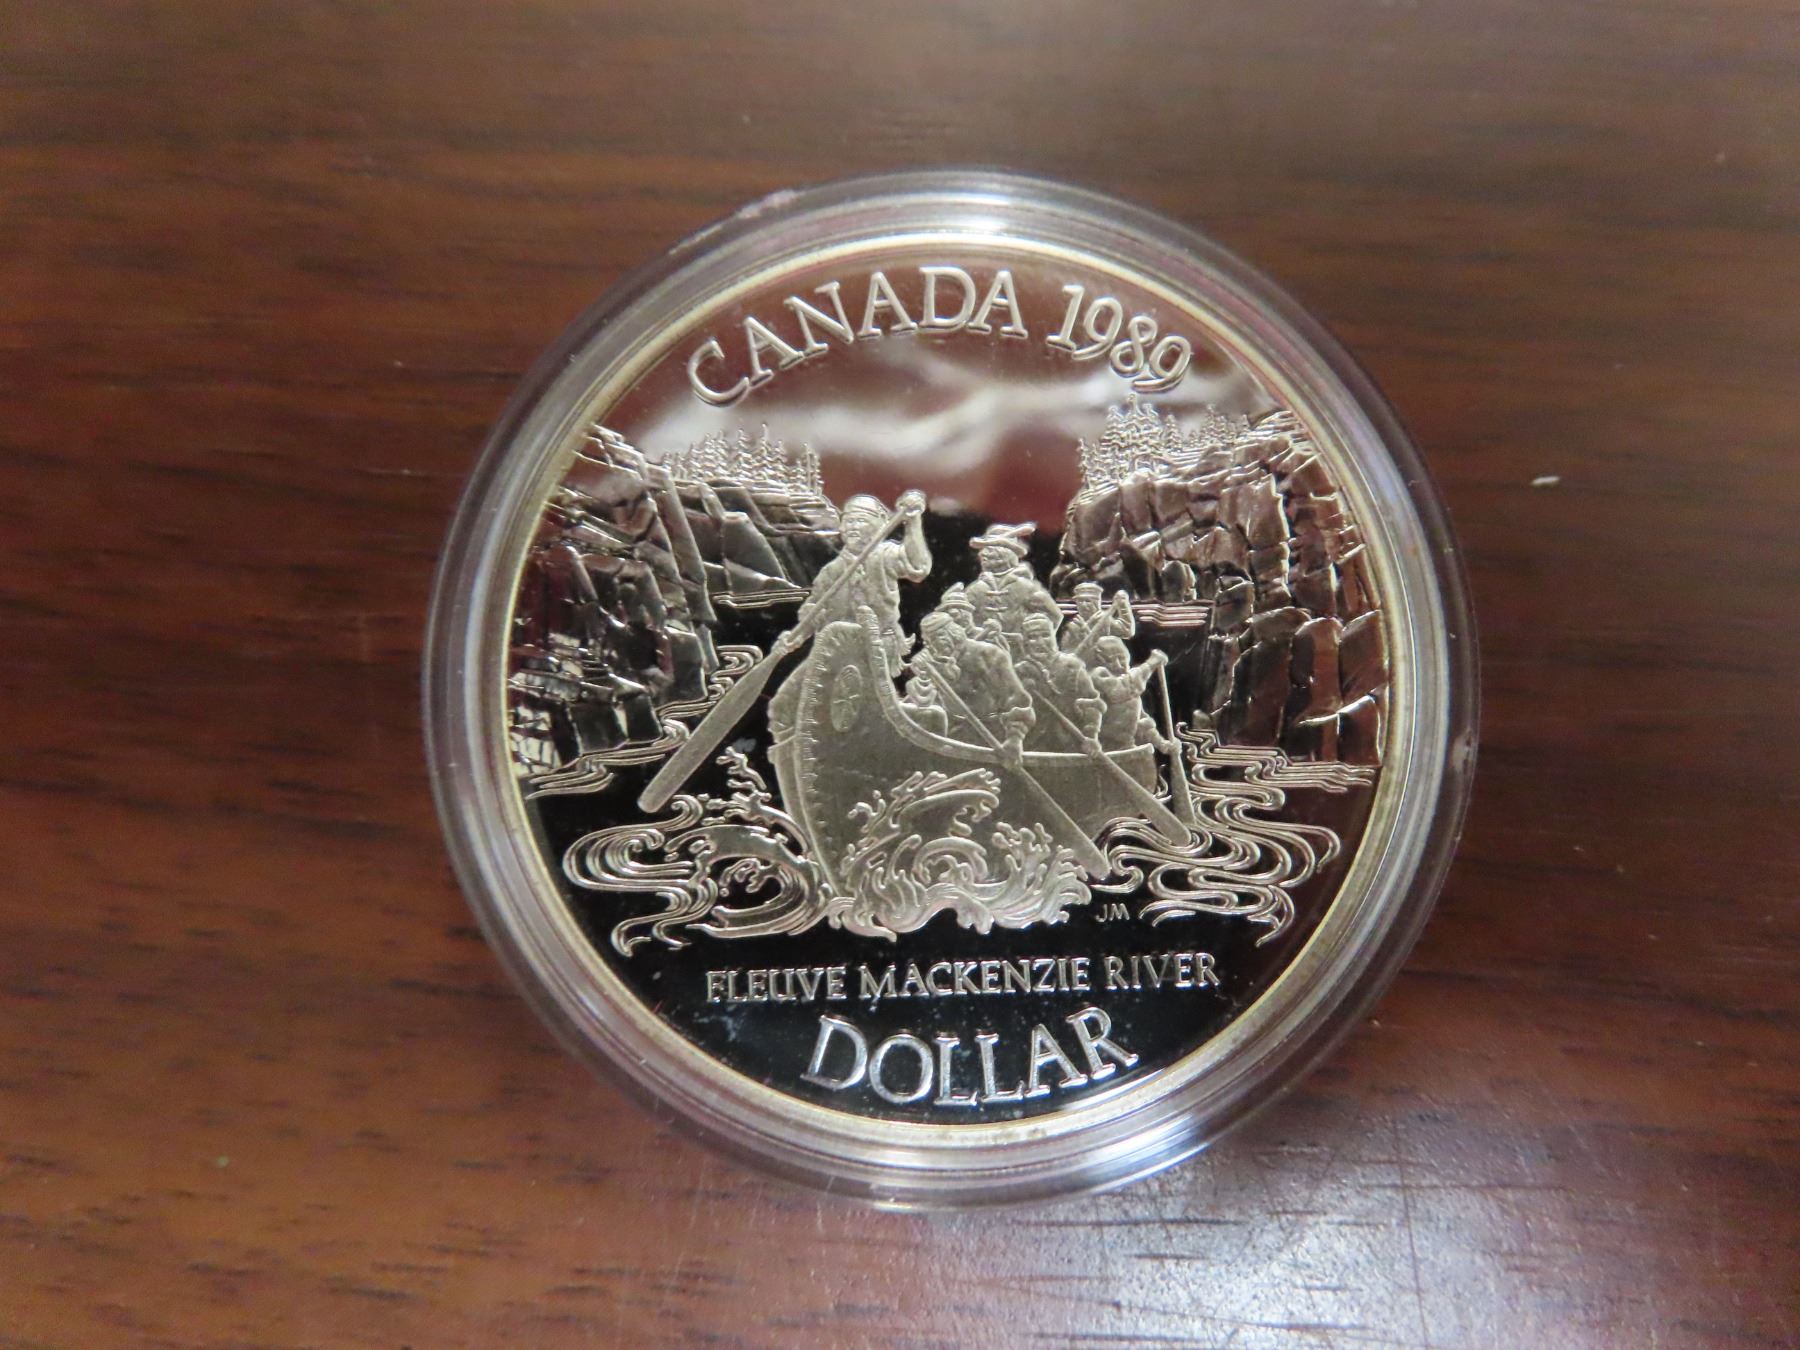 CANADA 1989
JM
FLEUVE MACKENZIE RIVER
DOLLAR